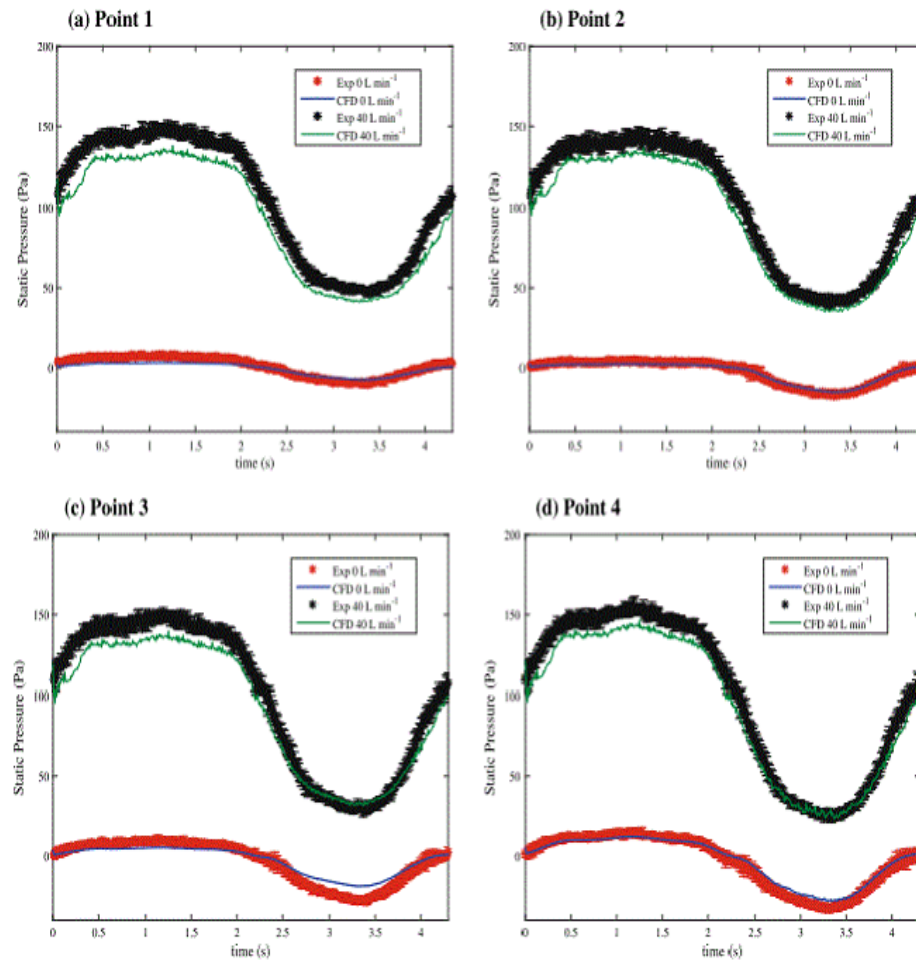 (a) Point 1
200
150
100
50
0
Static Pressure (Pa)
Exp 0 L min⁻¹
CFD 0 L min⁻¹
Exp 40 L min⁻¹
CFD 40 L min⁻¹
0 0.5 1 1.5 2 2.5 3 3.5 4
time (s)
(b) Point 2
200
150
100
50
0
Static Pressure (Pa)
Exp 0 L min⁻¹
CFD 0 L min⁻¹
Exp 40 L min⁻¹
CFD 40 L min⁻¹
0 0.5 1 1.5 2 2.5 3 3.5 4
time (s)
(c) Point 3
200
150
100
50
0
Static Pressure (Pa)
Exp 0 L min⁻¹
CFD 0 L min⁻¹
Exp 40 L min⁻¹
CFD 40 L min⁻¹
0 0.5 1 1.5 2 2.5 3 3.5 4
time (s)
(d) Point 4
200
150
100
50
0
Static Pressure (Pa)
Exp 0 L min⁻¹
CFD 0 L min⁻¹
Exp 40 L min⁻¹
CFD 40 L min⁻¹
0 0.5 1 1.5 2 2.5 3 3.5 4
time (s)